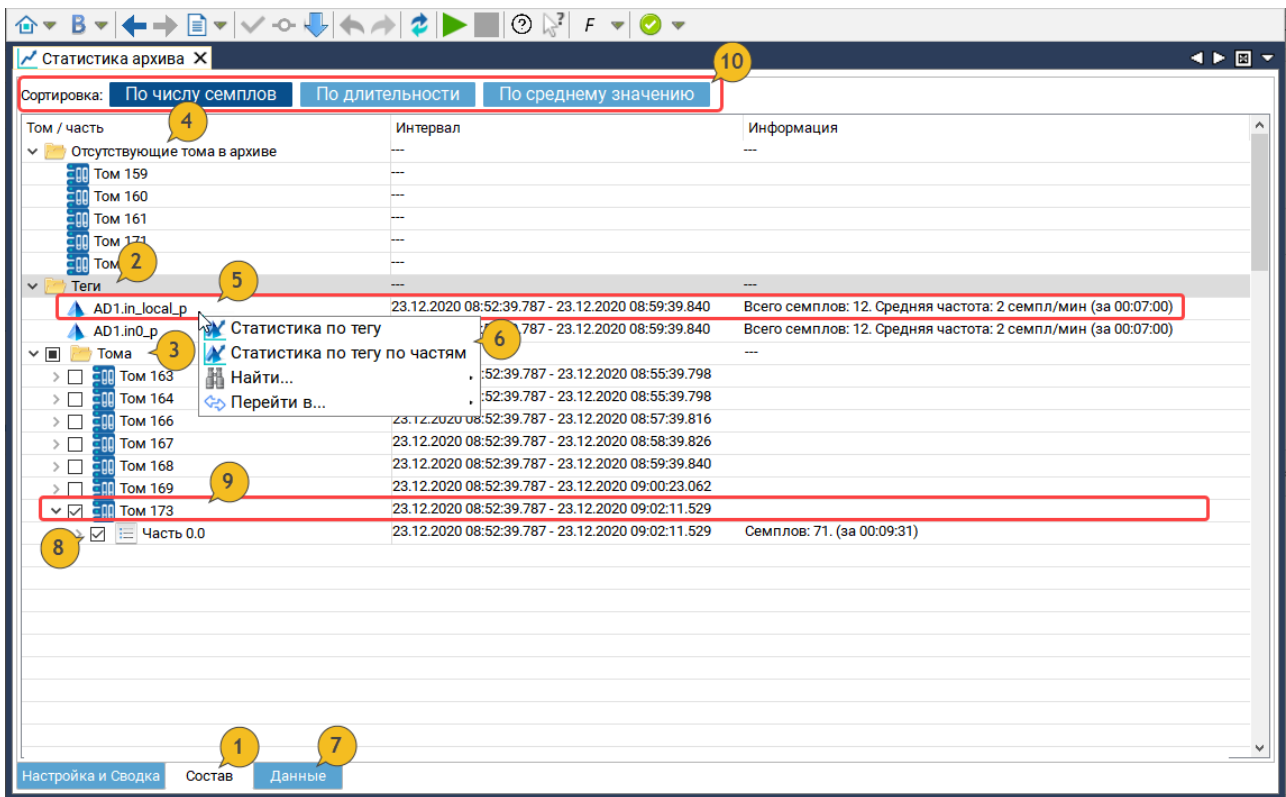 B F
Статистика архива X
10
Сортировка: По числу семплов По длительности По среднему значению
4
Том / часть Интервал Информация
Отсутствующие тома в архиве --- ---
Том 159 ---
Том 160 ---
Том 161 ---
Том 171 ---
Том ---
2
5
Теги --- ---
AD1.in_local_p 23.12.2020 08:52:39.787 - 23.12.2020 08:59:39.840 Всего семплов: 12. Средняя частота: 2 семпл/мин (за 00:07:00)
AD1.in0_p :39.787 - 23.12.2020 08:59:39.840 Всего семплов: 12. Средняя частота: 2 семпл/мин (за 00:07:00)
Статистика по тегу
6
3
Тома ---
Статистика по тегу по частям
Том 163 :52:39.787 - 23.12.2020 08:55:39.798
Найти...
Том 164 :52:39.787 - 23.12.2020 08:55:39.798
Перейти в...
Том 166 23.12.2020 08:52:39.787 - 23.12.2020 08:57:39.816
Том 167 23.12.2020 08:52:39.787 - 23.12.2020 08:58:39.826
Том 168 23.12.2020 08:52:39.787 - 23.12.2020 08:59:39.840
9
Том 169 23.12.2020 08:52:39.787 - 23.12.2020 09:00:23.062
Том 173 23.12.2020 08:52:39.787 - 23.12.2020 09:02:11.529
8
Часть 0.0 23.12.2020 08:52:39.787 - 23.12.2020 09:02:11.529 Семплов: 71. (за 00:09:31)
1
7
Настройка и Сводка Состав Данные